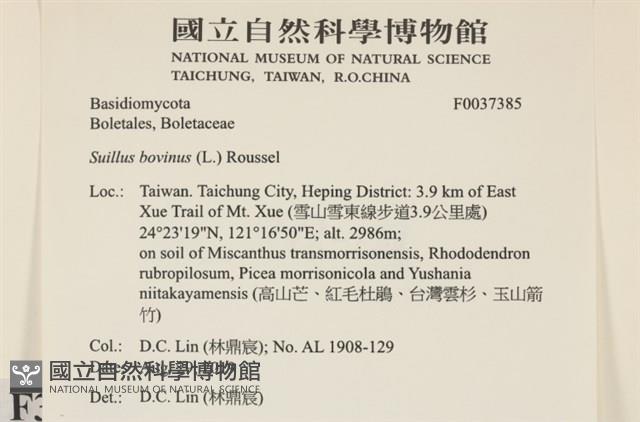 國立自然科學博物館
NATIONAL MUSEUM OF NATURAL SCIENCE
TAICHUNG, TAIWAN, R.O.CHINA
Basidiomycota F0037385
Boletales, Boletaceae
Suillus bovinus (L.) Roussel
Loc.: Taiwan. Taichung City, Heping District: 3.9 km of East
Xue Trail of Mt. Xue (雪山雪東線步道3.9公里處)
24°23'19"N, 121°16'50"E; alt. 2986m;
on soil of Miscanthus transmorrisonensis, Rhododendron
rubropilosum, Picea morrisonicola and Yushania
niitakayamensis (高山芒、紅毛杜鵑、台灣雲杉、玉山箭
竹)
Col.: D.C. Lin (林鼎宸); No. AL 1908-129
國立自然科學博物館
NATIONAL MUSEUM OF NATURAL SCIENCE
Det.: D.C. Lin (林鼎宸)